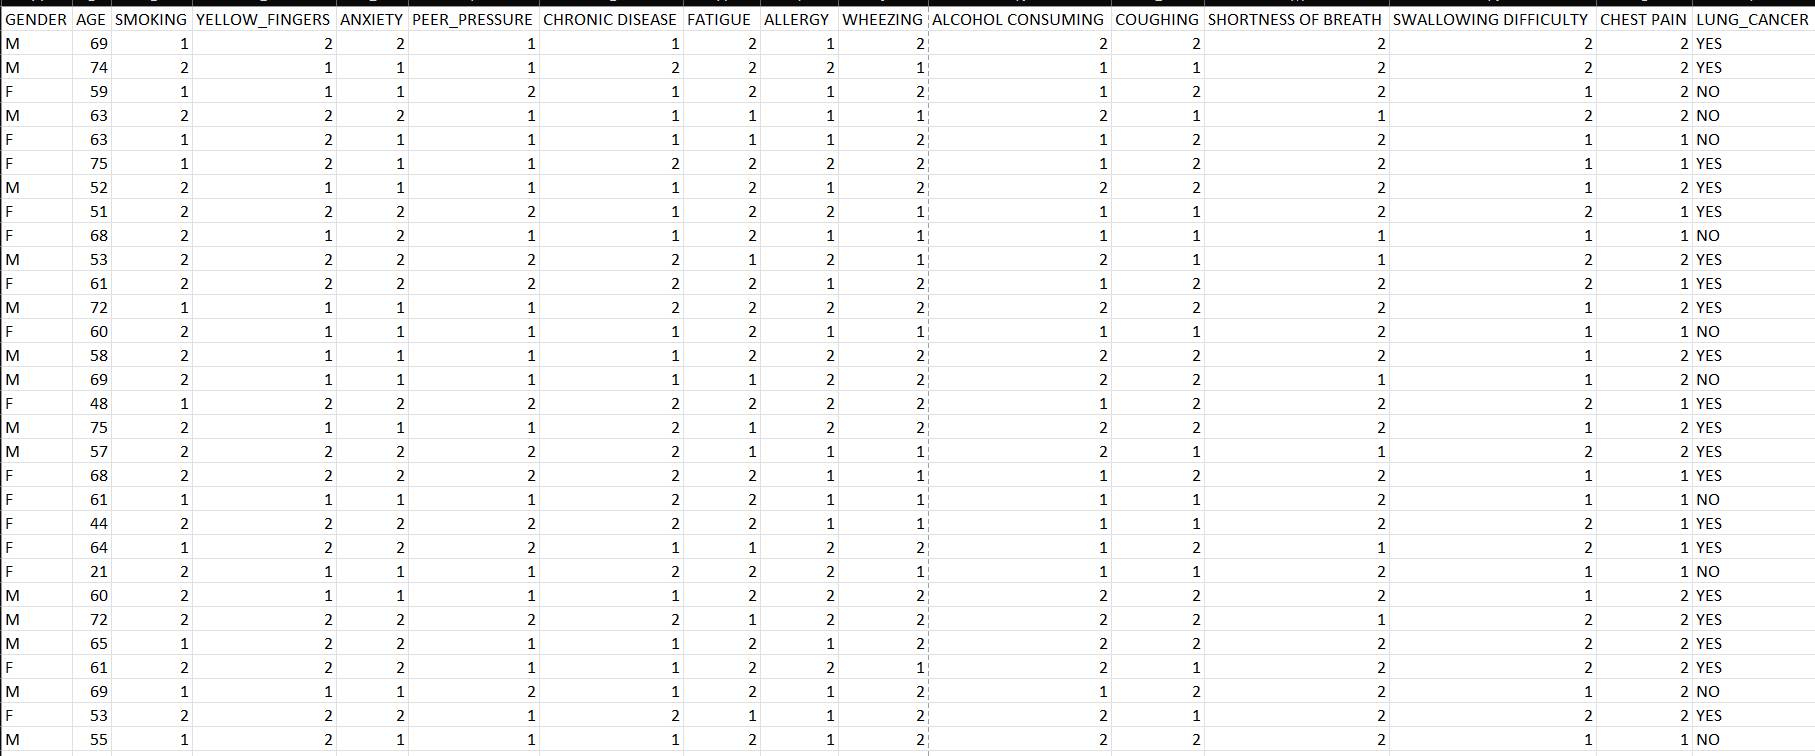 GENDER AGE SMOKING YELLOW_FINGERS ANXIETY PEER_PRESSURE CHRONIC DISEASE FATIGUE ALLERGY WHEEZING ALCOHOL CONSUMING COUGHING SHORTNESS OF BREATH SWALLOWING DIFFICULTY CHEST PAIN LUNG_CANCER
M 69 1 2 2 1 1 2 1 2 2 2 2 2 2 YES
M 74 2 1 1 1 2 2 2 1 1 1 2 2 2 YES
F 59 1 1 1 2 1 2 1 2 1 2 2 1 2 NO
M 63 2 2 2 1 1 1 1 1 2 1 1 2 2 NO
F 63 1 2 1 1 1 1 1 2 1 2 2 1 1 NO
F 75 1 2 1 1 2 2 2 2 1 2 2 1 1 YES
M 52 2 1 1 1 1 2 1 2 2 2 2 1 2 YES
F 51 2 2 2 2 1 2 2 1 1 1 2 2 1 YES
F 68 2 1 2 1 1 2 1 1 1 1 1 1 1 NO
M 53 2 2 2 2 2 1 2 1 2 1 1 2 2 YES
F 61 2 2 2 2 2 2 1 2 1 2 2 2 1 YES
M 72 1 1 1 1 2 2 2 2 2 2 2 1 2 YES
F 60 2 1 1 1 1 2 1 1 1 1 2 1 1 NO
M 58 2 1 1 1 1 2 2 2 2 2 2 1 2 YES
M 69 2 1 1 1 1 1 2 2 2 2 1 1 2 NO
F 48 1 2 2 2 2 2 2 2 1 2 2 2 1 YES
M 75 2 1 1 1 2 1 2 2 2 2 2 1 2 YES
M 57 2 2 2 2 2 1 1 1 2 1 1 2 2 YES
F 68 2 2 2 2 2 2 1 1 1 2 2 1 1 YES
F 61 1 1 1 1 2 2 1 1 1 1 2 1 1 NO
F 44 2 2 2 2 2 2 1 1 1 1 2 2 1 YES
F 64 1 2 2 2 1 1 2 2 1 2 1 2 1 YES
F 21 2 1 1 1 2 2 2 1 1 1 2 1 1 NO
M 60 2 1 1 1 1 2 2 2 2 2 2 1 2 YES
M 72 2 2 2 2 2 1 2 2 2 2 1 2 2 YES
M 65 1 2 2 1 1 2 1 2 2 2 2 2 2 YES
F 61 2 2 2 1 1 2 2 1 2 1 2 2 2 YES
M 69 1 1 1 2 1 2 1 2 1 2 2 1 2 NO
F 53 2 2 2 1 2 1 1 2 2 1 2 2 2 YES
M 55 1 2 1 1 1 2 1 2 2 2 2 1 1 NO